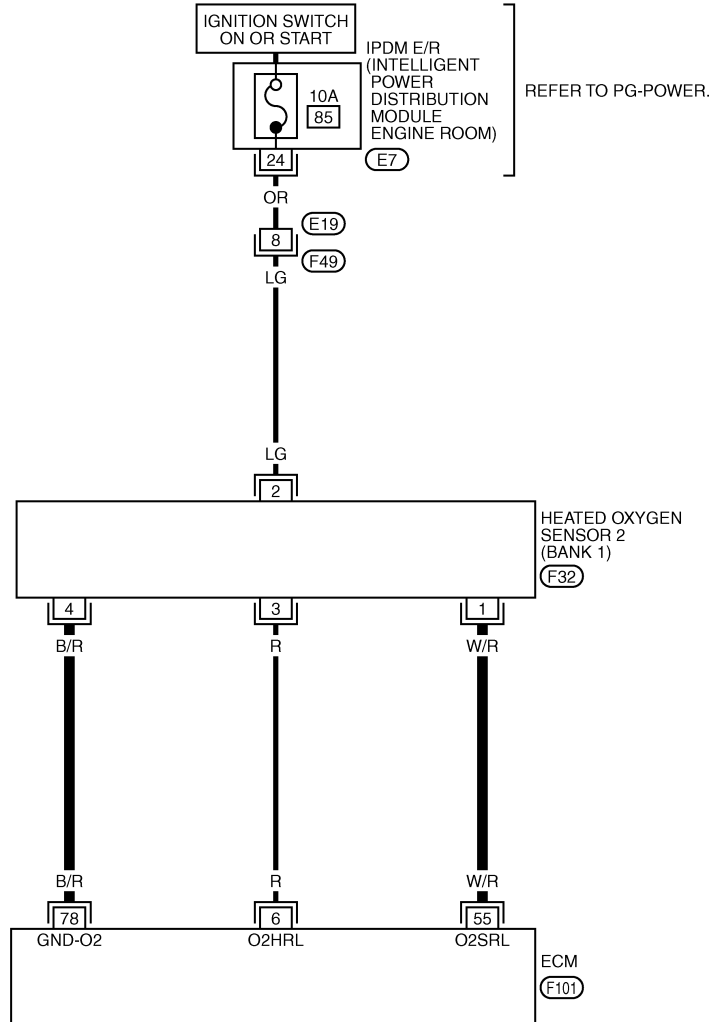 IGNITION SWITCH
ON OR START
IPDM E/R
(INTELLIGENT
POWER
DISTRIBUTION
MODULE
ENGINE ROOM)
REFER TO PG-POWER.
10A
85
24
E7
OR
E19
8
F49
LG
LG
2
HEATED OXYGEN
SENSOR 2
(BANK 1)
F32
4
3
1
B/R
R
W/R
B/R
R
W/R
78
6
55
GND-O2
O2HRL
O2SRL
ECM
F101